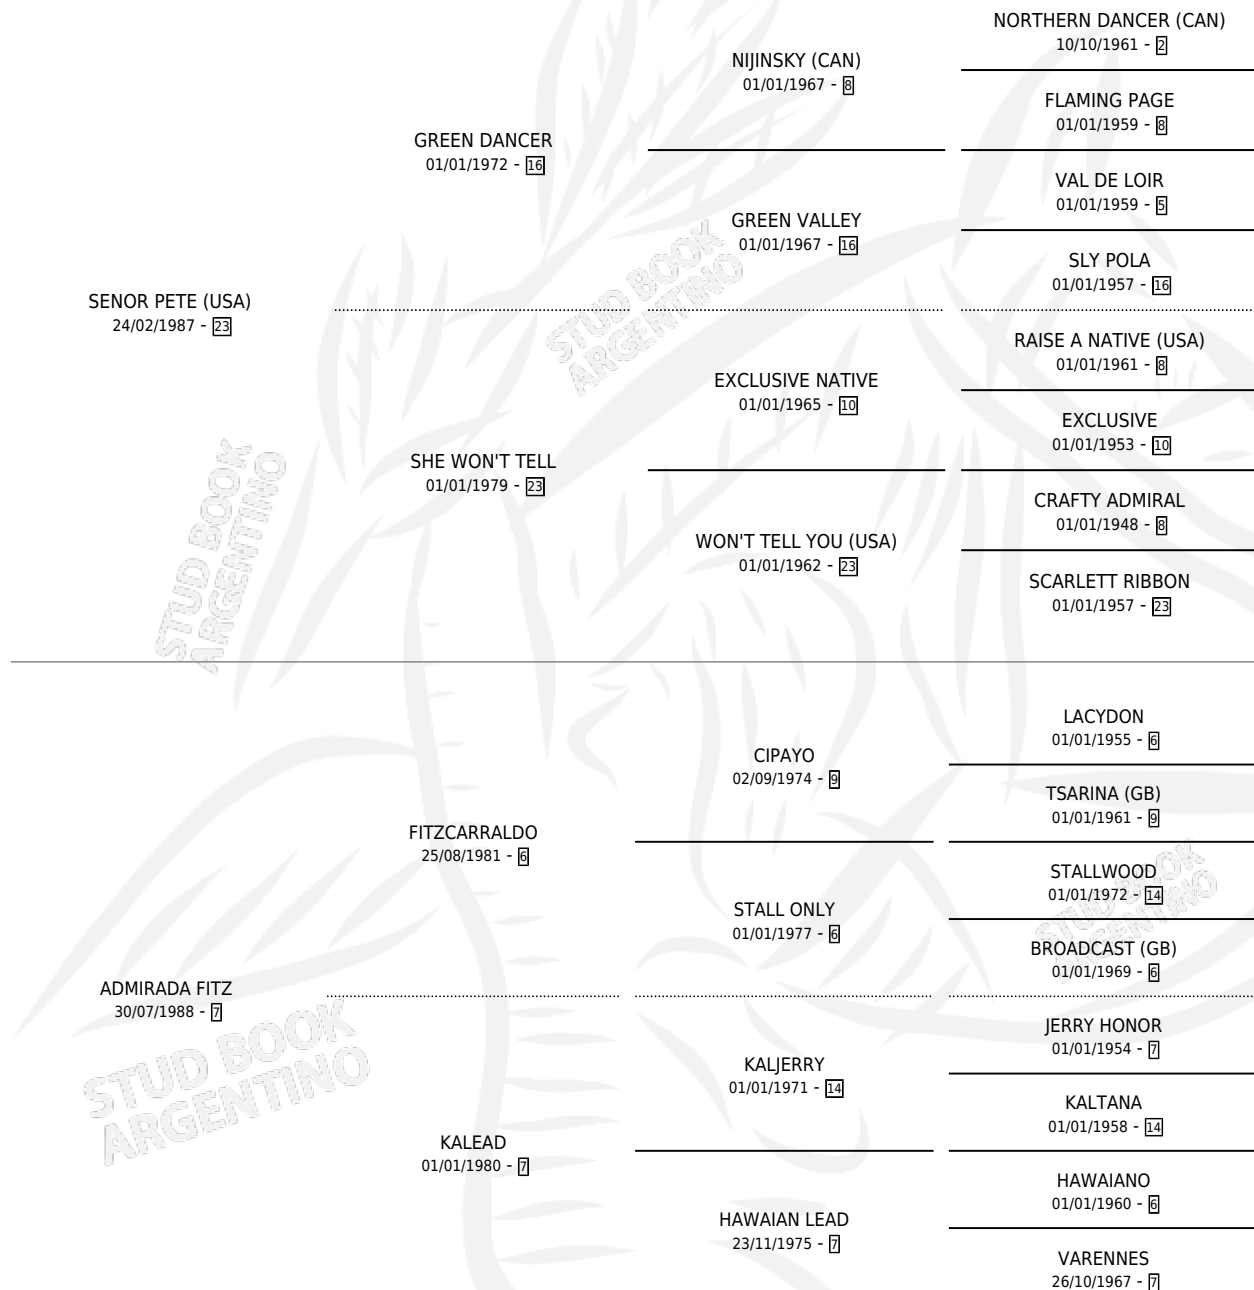 NORTHERN DANCER (CAN)
10/10/1961 - 2
NIJINSKY (CAN)
01/01/1967 - 8
FLAMING PAGE
01/01/1959 - 8
GREEN DANCER
01/01/1972 - 16
VAL DE LOIR
01/01/1959 - 5
GREEN VALLEY
01/01/1967 - 16
SLY POLA
01/01/1957 - 16
SENOR PETE (USA)
24/02/1987 - 23
RAISE A NATIVE (USA)
01/01/1961 - 8
EXCLUSIVE NATIVE
01/01/1965 - 10
EXCLUSIVE
01/01/1953 - 10
SHE WON'T TELL
01/01/1979 - 23
CRAFTY ADMIRAL
01/01/1948 - 8
WON'T TELL YOU (USA)
01/01/1962 - 23
SCARLETT RIBBON
01/01/1957 - 23
LACYDON
01/01/1955 - 6
CIPAYO
02/09/1974 - 9
TSARINA (GB)
01/01/1961 - 9
FITZCARRALDO
25/08/1981 - 6
STALLWOOD
01/01/1972 - 14
STALL ONLY
01/01/1977 - 6
BROADCAST (GB)
01/01/1969 - 6
ADMIRADA FITZ
30/07/1988 - 7
JERRY HONOR
01/01/1954 - 7
KALJERRY
01/01/1971 - 14
KALTANA
01/01/1958 - 14
KALEAD
01/01/1980 - 7
HAWAIANO
01/01/1960 - 6
HAWAIAN LEAD
23/11/1975 - 7
VARENNES
26/10/1967 - 7
STUD BOOK
ARGENTINO
STUD BOOK
ARGENTINO
STUD BOOK
ARGENTINO
STUD BOOK
ARGENTINO